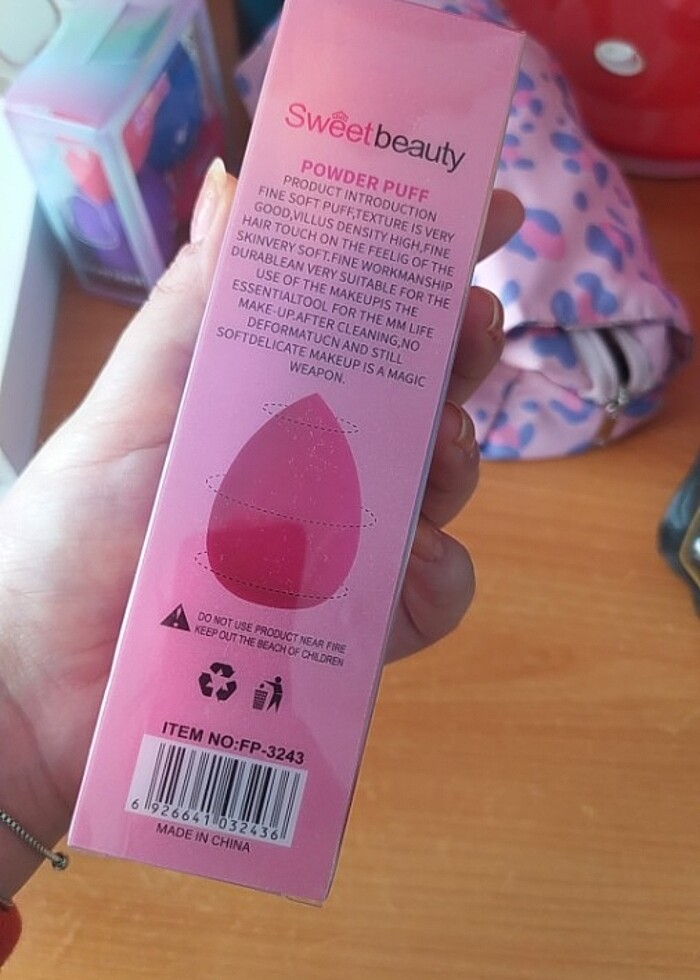 Sweetbeauty
POWDER PUFF
PRODUCT INTRODUCTION
FINE SOFT PUFF,TEXTURE IS VERY
GOOD,VILLUS DENSITY HIGH,FINE
HAIR TOUCH ON THE FEELIG OF THE
SKINVERY SOFT.FINE WORKMANSHIP
DURABLEAN VERY SUITABLE FOR THE
USE OF THE MAKEUPIS THE
ESSENTIALTOOL FOR THE MM LIFE
MAKE-UP.AFTER CLEANING,NO
DEFORMATUCN AND STILL
SOFTDELICATE MAKEUP IS A MAGIC
WEAPON.
DO NOT USE PRODUCT NEAR FIRE
KEEP OUT THE BEACH OF CHILDREN
ITEM NO:FP-3243
6 926641 032436
MADE IN CHINA